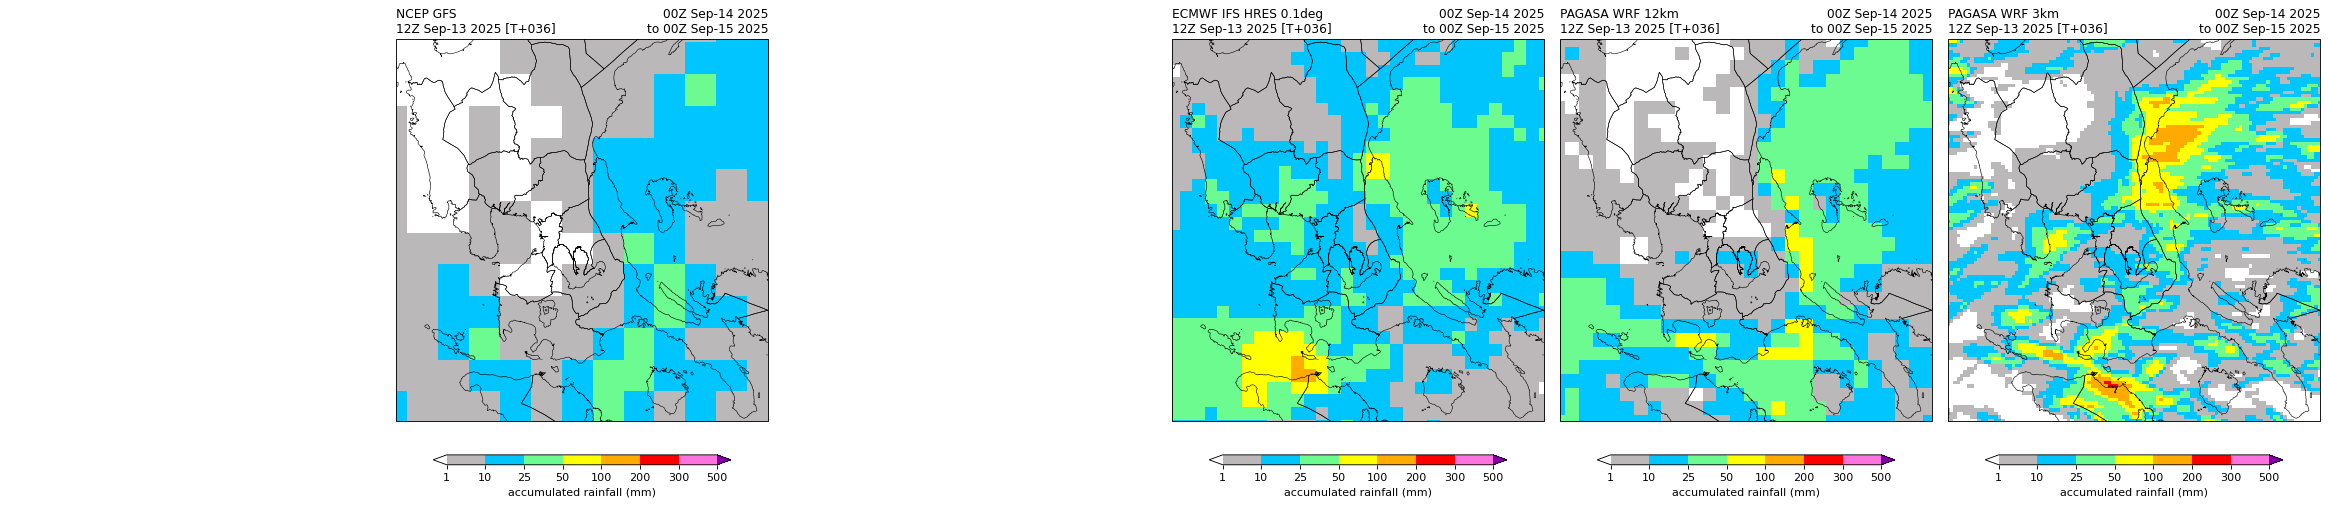 NCEP GFS
12Z Sep-13 2025 [T+036]
00Z Sep-14 2025
to 00Z Sep-15 2025
1 10 25 50 100 200 300 500
accumulated rainfall (mm)
ECMWF IFS HRES 0.1deg
12Z Sep-13 2025 [T+036]
00Z Sep-14 2025
to 00Z Sep-15 2025
1 10 25 50 100 200 300 500
accumulated rainfall (mm)
PAGASA WRF 12km
12Z Sep-13 2025 [T+036]
00Z Sep-14 2025
to 00Z Sep-15 2025
1 10 25 50 100 200 300 500
accumulated rainfall (mm)
PAGASA WRF 3km
12Z Sep-13 2025 [T+036]
00Z Sep-14 2025
to 00Z Sep-15 2025
1 10 25 50 100 200 300 500
accumulated rainfall (mm)